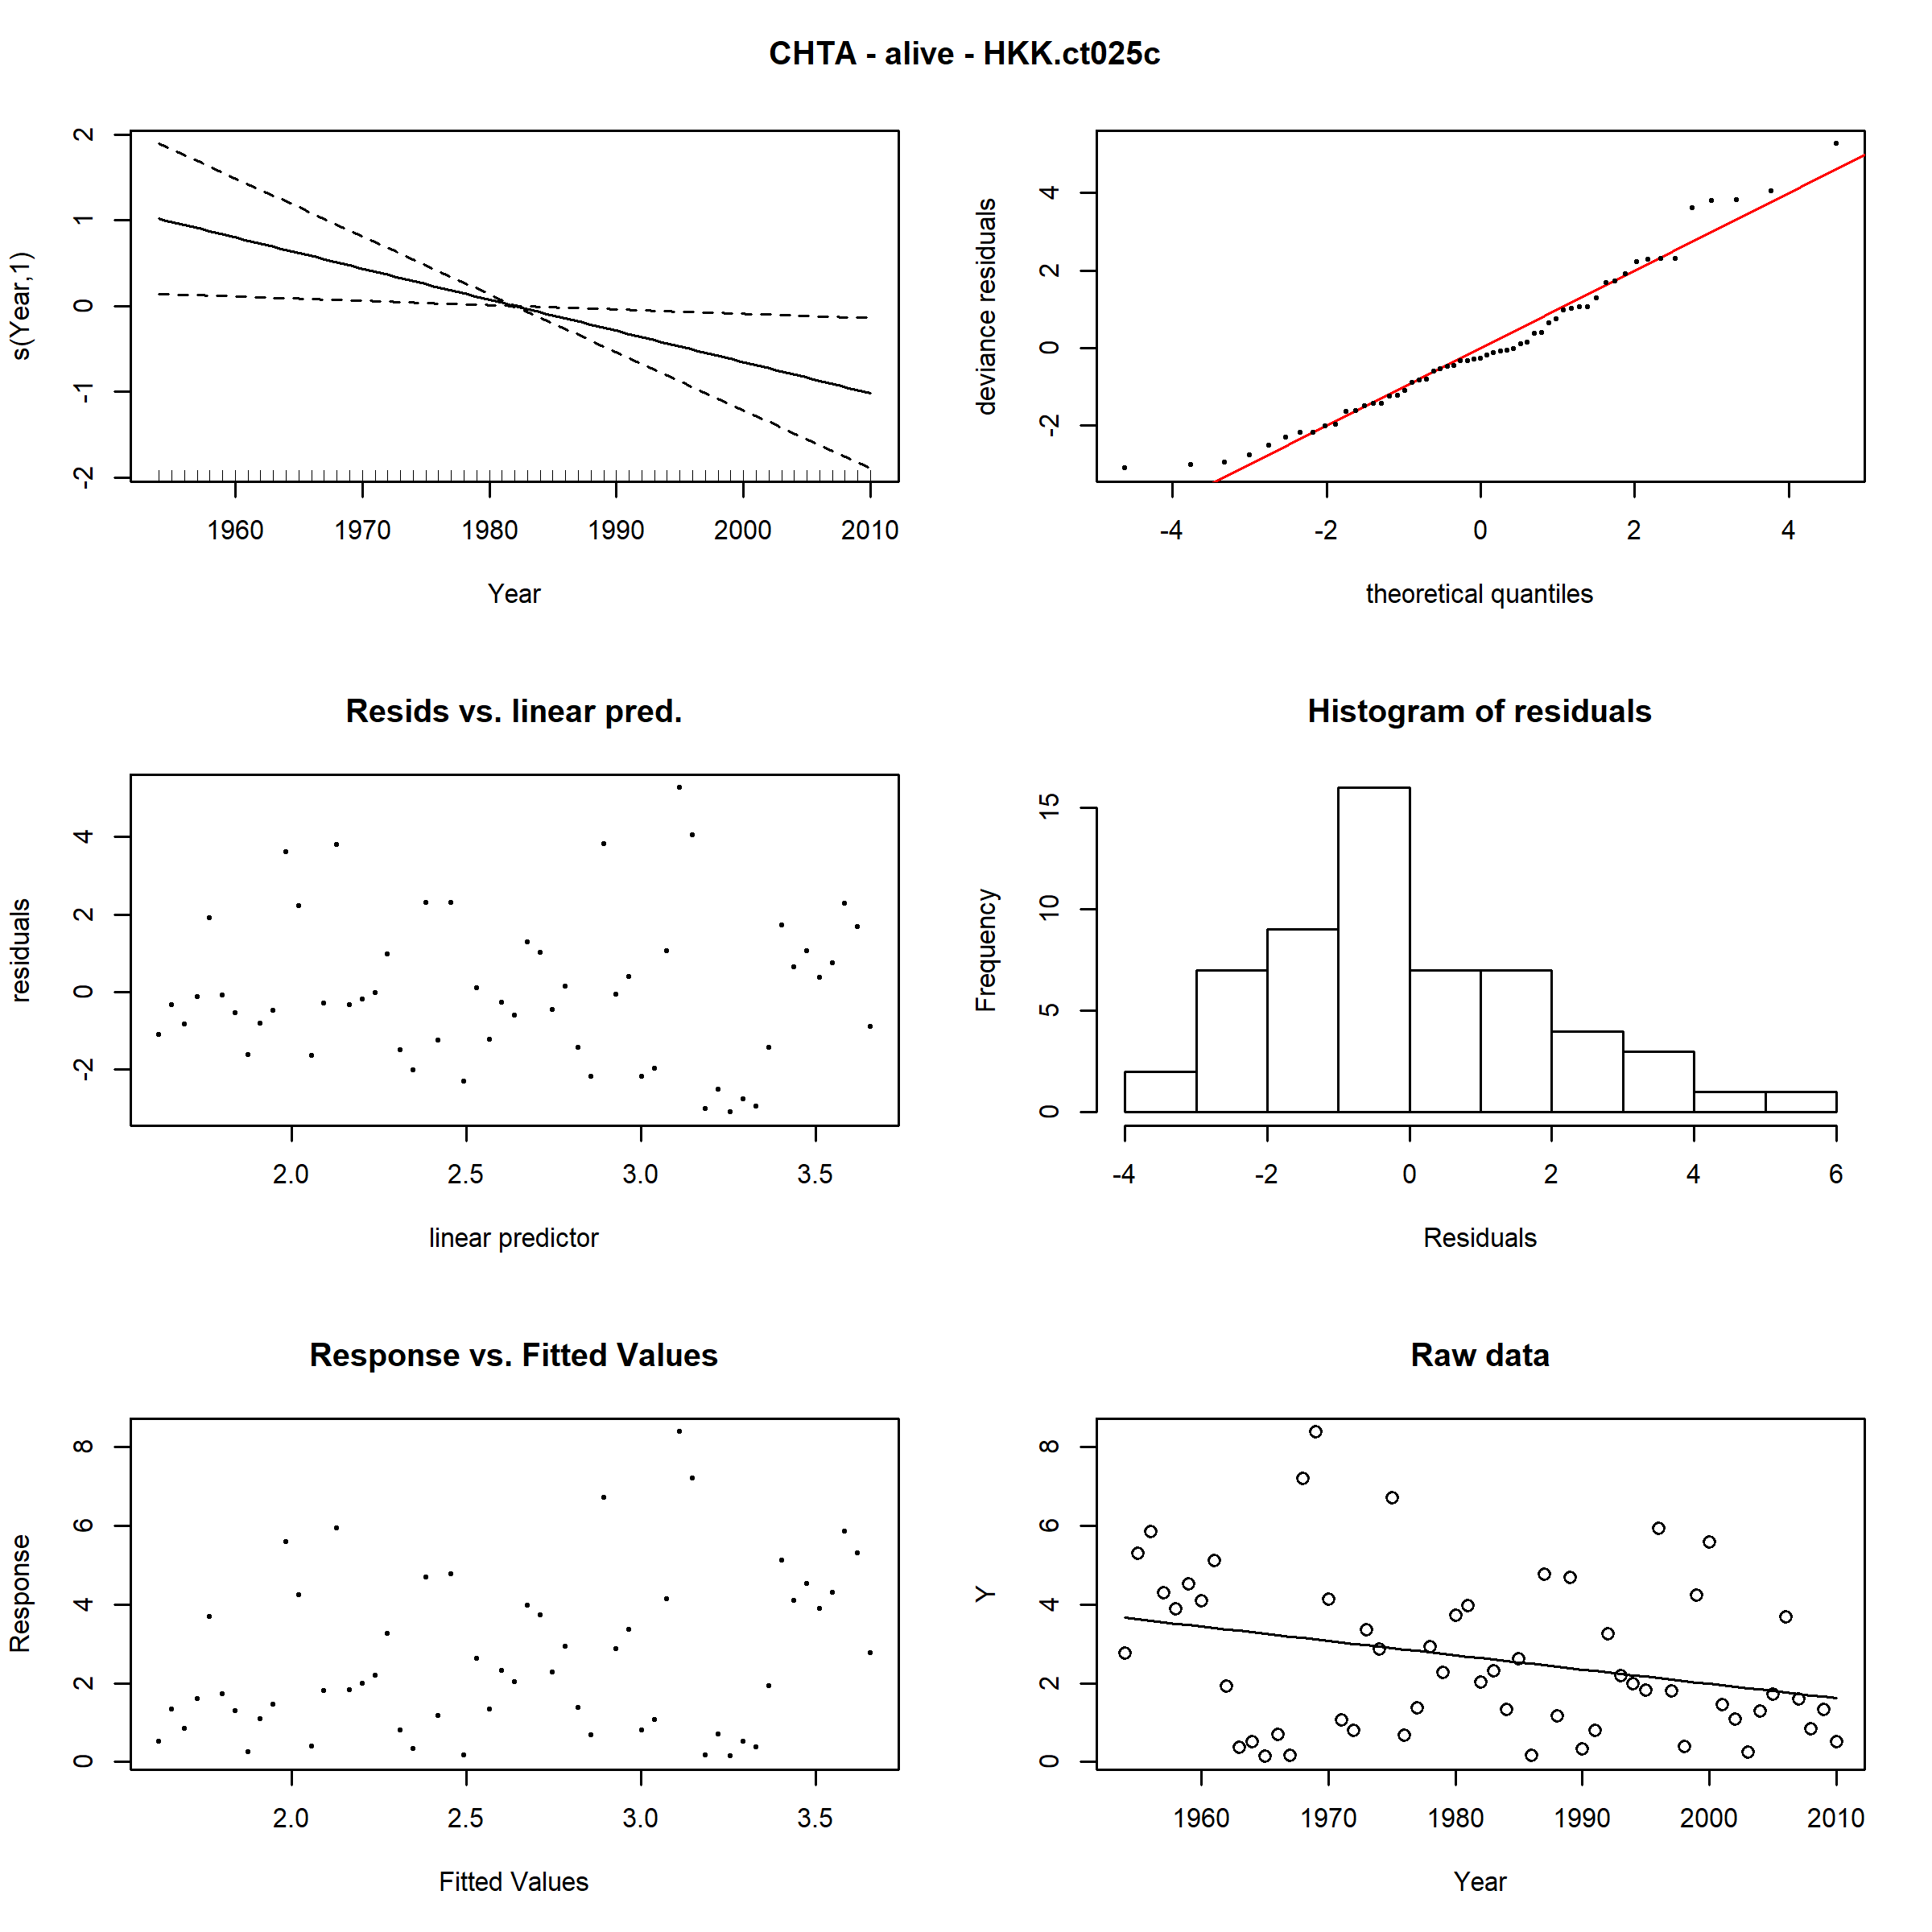 CHTA - alive - HKK.ct025c
s(Year,1)
2
1
0
-1
-2
1960 1970 1980 1990 2000 2010
Year
deviance residuals
4
2
0
-2
-4 -2 0 2 4
theoretical quantiles
Resids vs. linear pred.
residuals
4
2
0
-2
2.0 2.5 3.0 3.5
linear predictor
Histogram of residuals
Frequency
15
10
5
0
-4 -2 0 2 4 6
Residuals
Response vs. Fitted Values
Response
8
6
4
2
0
2.0 2.5 3.0 3.5
Fitted Values
Raw data
Y
8
6
4
2
0
1960 1970 1980 1990 2000 2010
Year